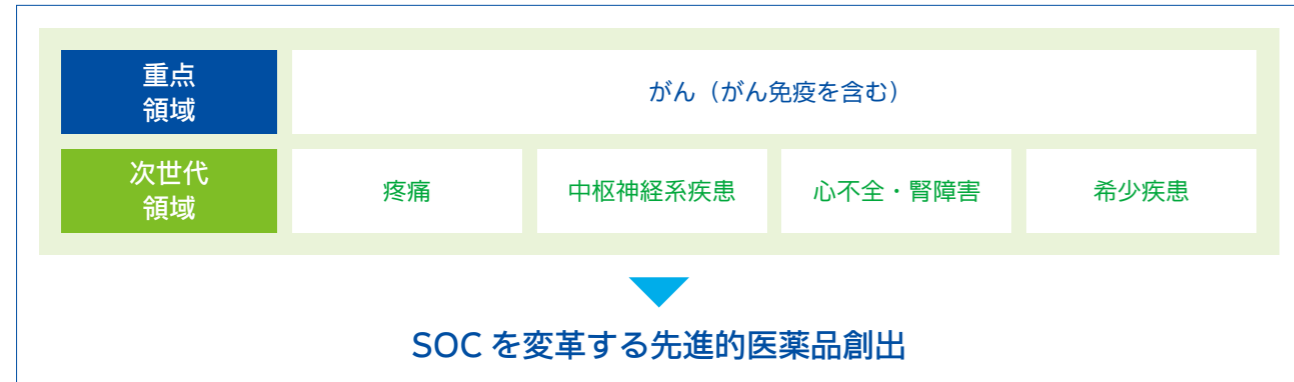 重点
領域
がん（がん免疫を含む）
次世代
領域
疼痛
中枢神経系疾患
心不全・腎障害
希少疾患
SOC を変革する先進的医薬品創出